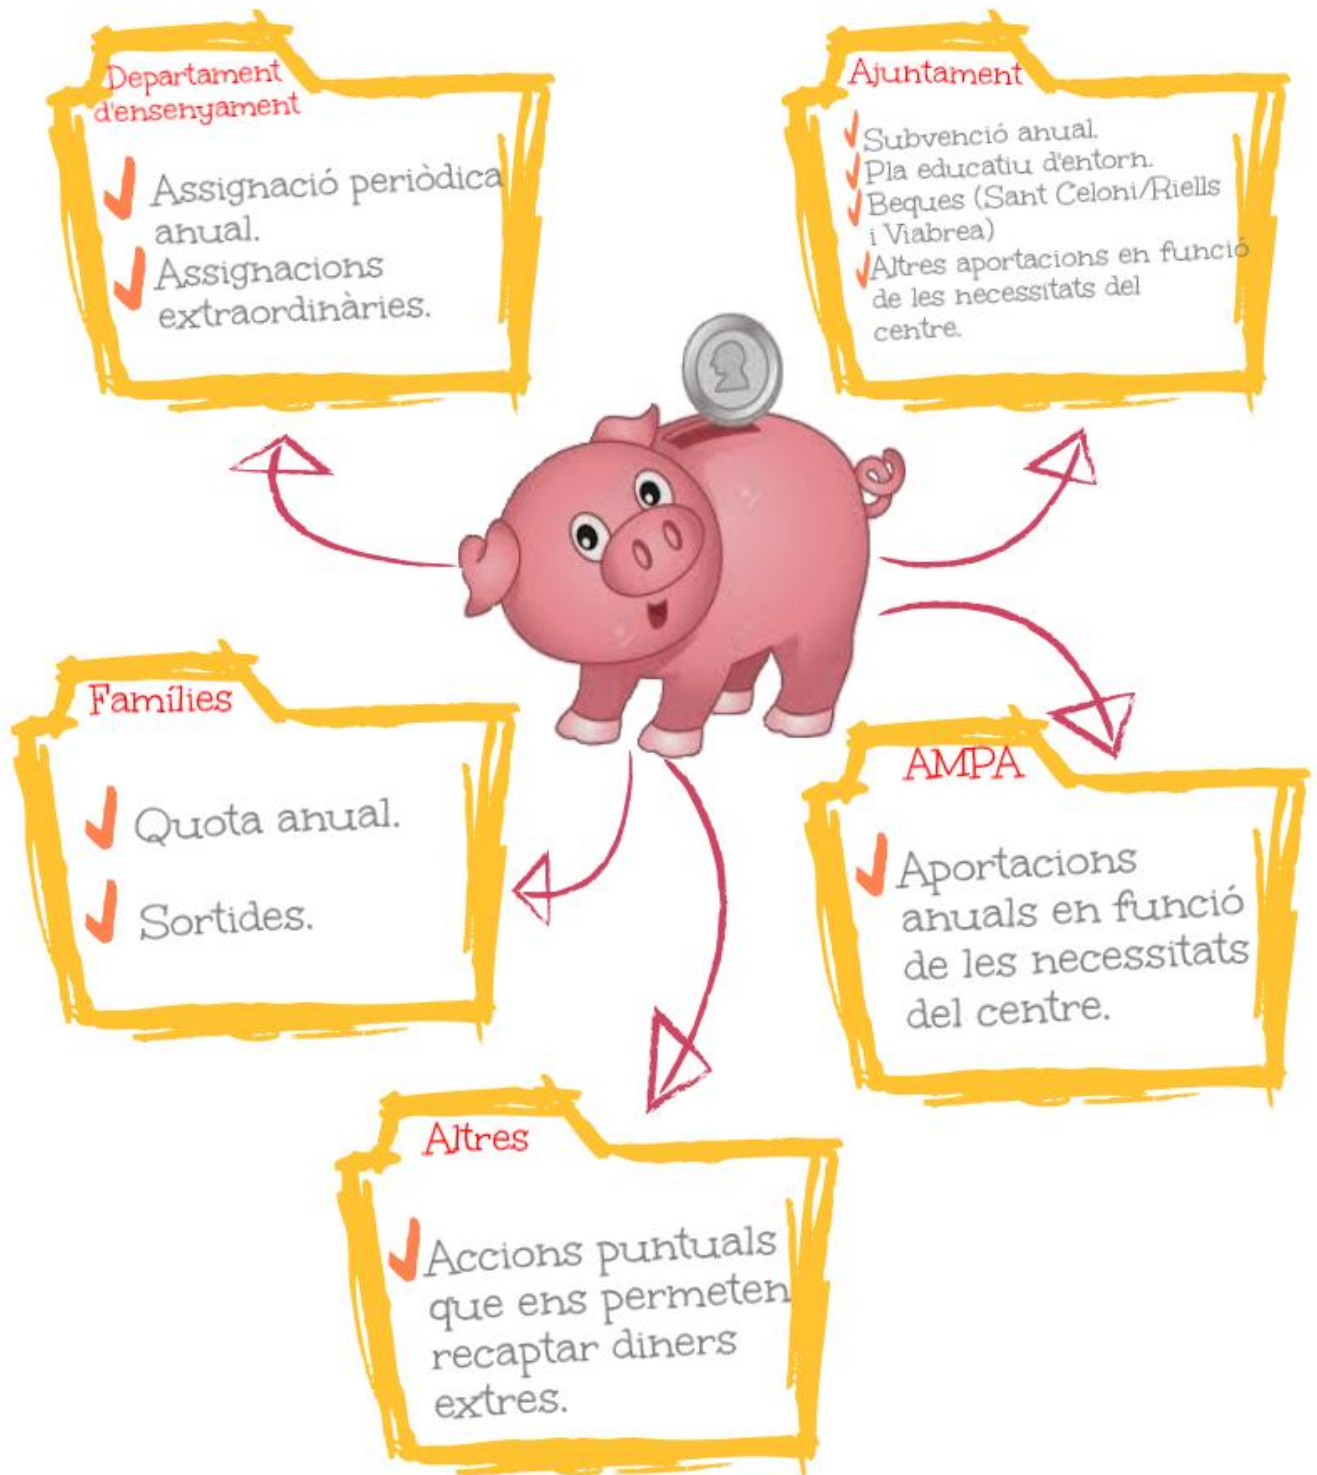 Departament
d'ensenyament
Assignació periòdica
anual.
Assignacions
extraordinàries.
Ajuntament
Subvenció anual.
Pla educatiu d'entorn.
Beques (Sant Celoni/Riells
i Viabrea)
Altres aportacions en funció
de les necessitats del
centre.
Famílies
Quota anual.
Sortides.
AMPA
Aportacions
anuals en funció
de les necessitats
del centre.
Altres
Accions puntuals
que ens permeten
recaptar diners
extres.